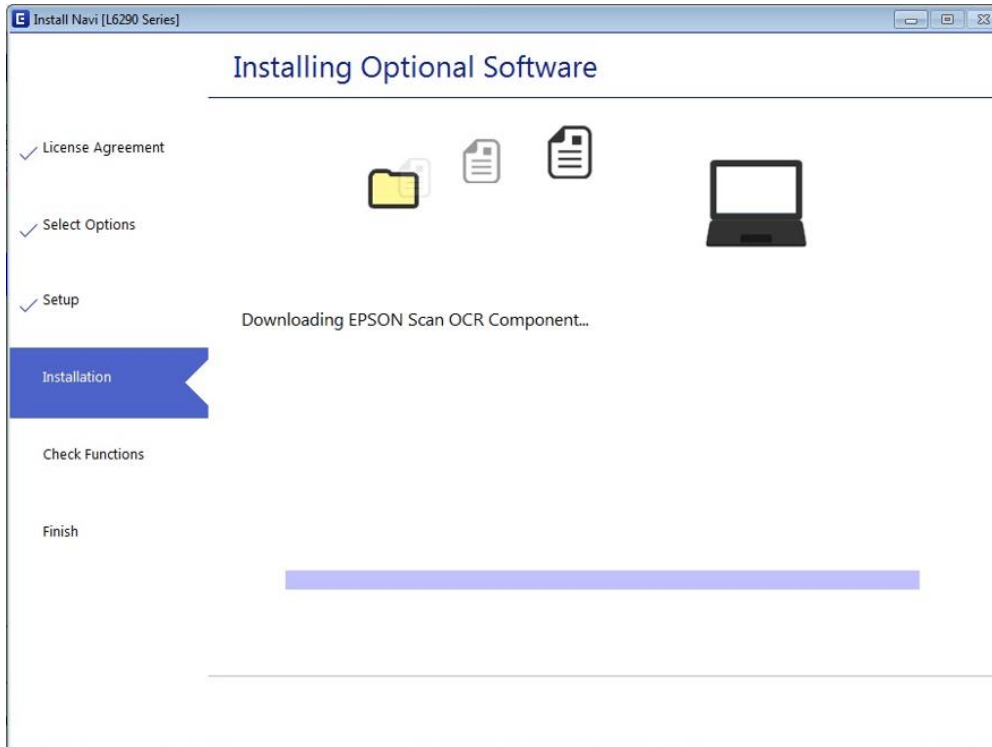 E Install Navi [L6290 Series]
Installing Optional Software
License Agreement
Select Options
Setup
Downloading EPSON Scan OCR Component...
Installation
Check Functions
Finish